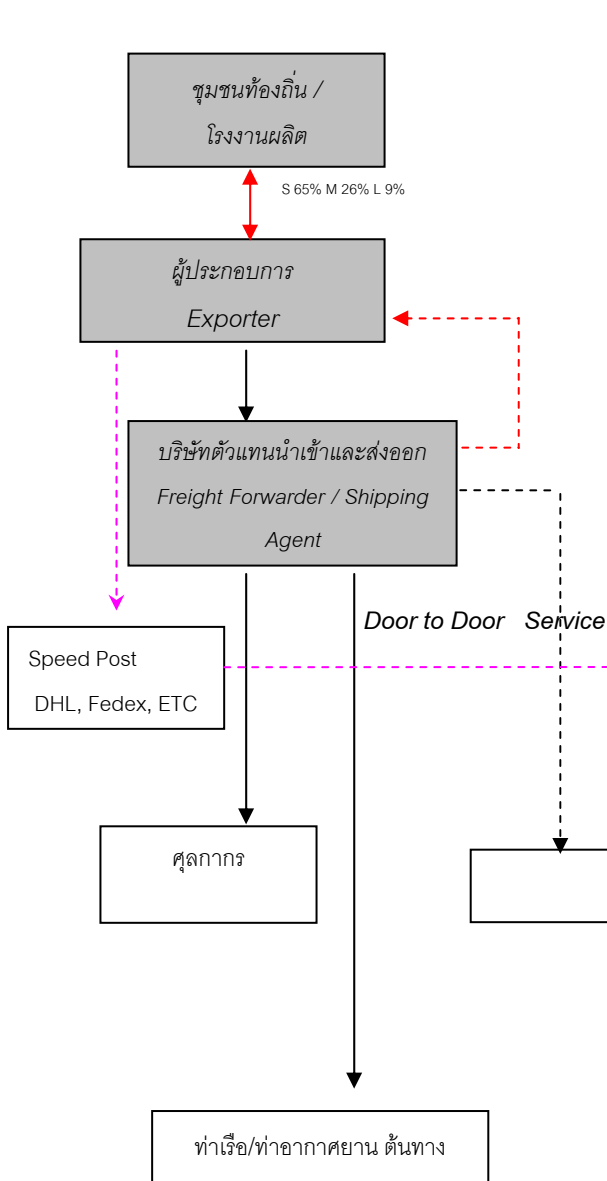 ชุมชนท้องถิ่น /
โรงงานผลิต
S 65% M 26% L 9%
ผู้ประกอบการ
Exporter
บริษัทตัวแทนนำเข้าและส่งออก
Freight Forwarder / Shipping
Agent
Door to Door Service
Speed Post
DHL, Fedex, ETC
ศุลกากร
ท่าเรือ/ท่าอากาศยาน ต้นทาง